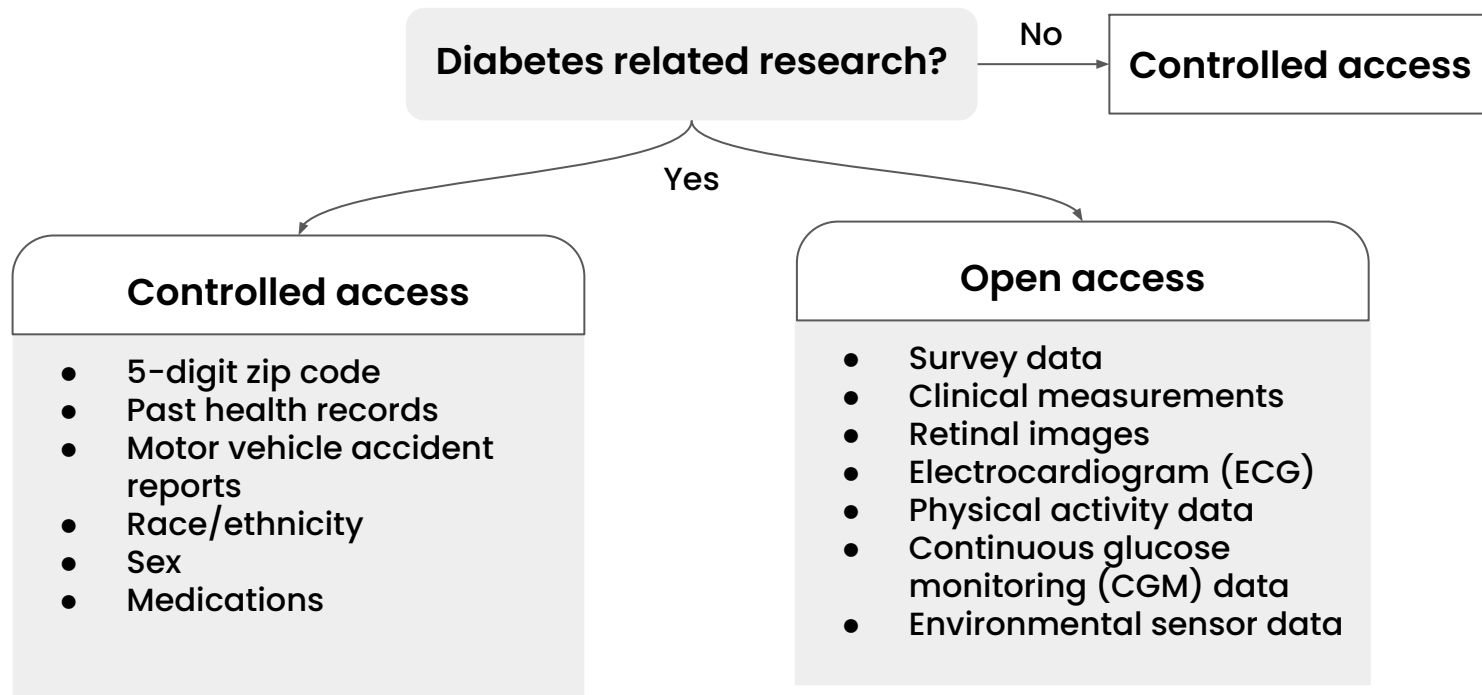 Diabetes related research?
No
Controlled access
Yes
Controlled access
● 5-digit zip code
● Past health records
● Motor vehicle accident
reports
● Race/ethnicity
● Sex
● Medications
Open access
● Survey data
● Clinical measurements
● Retinal images
● Electrocardiogram (ECG)
● Physical activity data
● Continuous glucose
monitoring (CGM) data
● Environmental sensor data